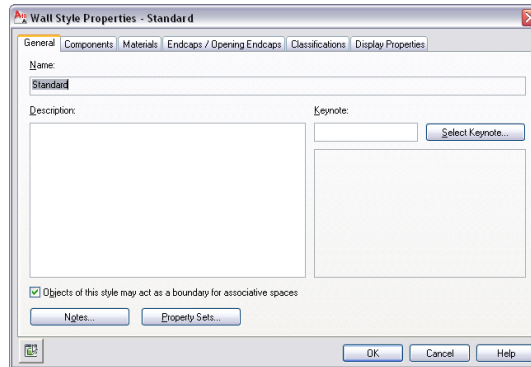 Wall Style Properties - Standard
General Components Materials Endcaps / Opening Endcaps Classifications Display Properties
Name:
Standard
Description:
Keynote:
Select Keynote...
Objects of this style may act as a boundary for associative spaces
Notes... Property Sets...
OK Cancel Help